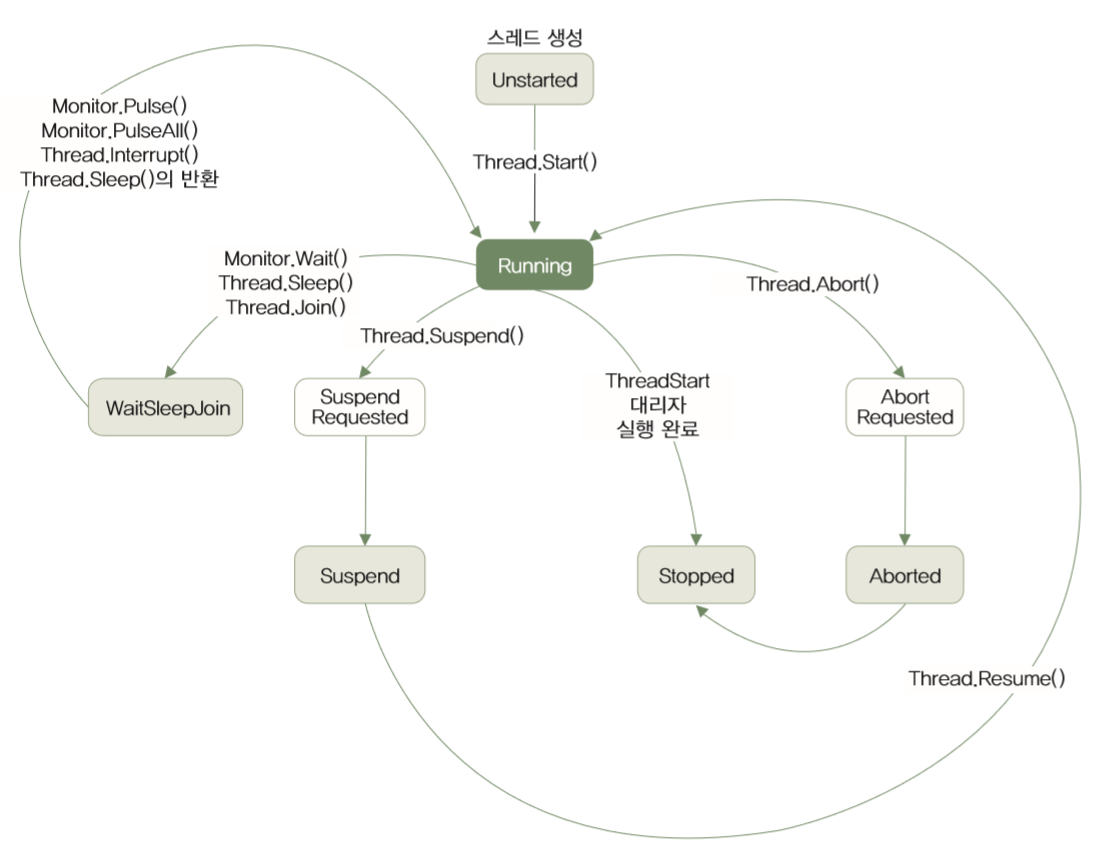 스레드 생성
Unstarted
Thread.Start()
Monitor.Pulse()
Monitor.PulseAll()
Thread.Interrupt()
Thread.Sleep()의 반환
Running
Monitor.Wait()
Thread.Sleep()
Thread.Join()
Thread.Suspend()
Thread.Abort()
WaitSleepJoin
Suspend
Requested
ThreadStart
대리자
실행 완료
Abort
Requested
Suspend
Stopped
Aborted
Thread.Resume()